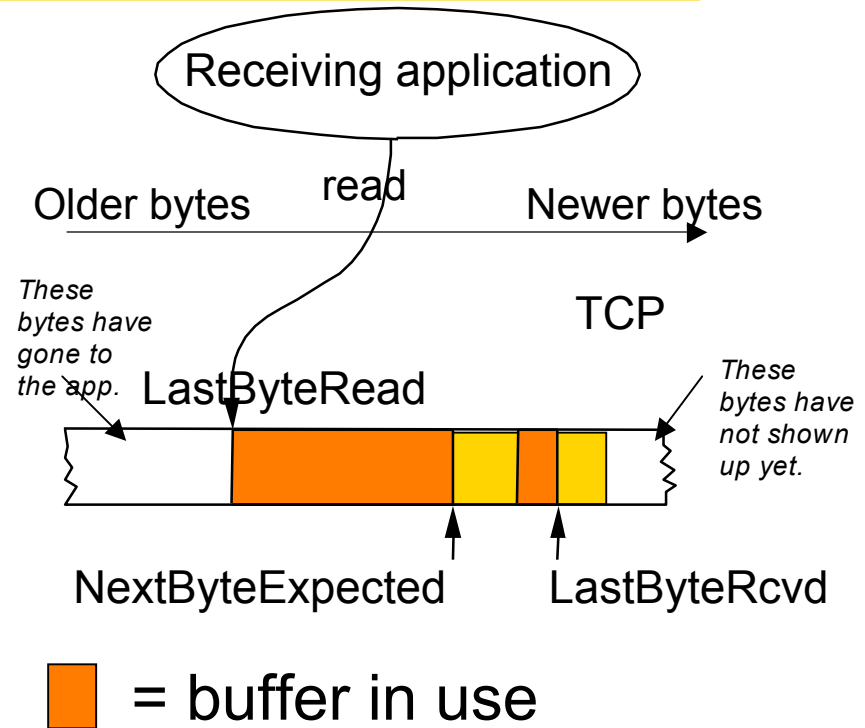 Receiving application
read
Older bytes
Newer bytes
These
bytes have
gone to
the app.
TCP
LastByteRead
These
bytes have
not shown
up yet.
NextByteExpected
LastByteRcvd
= buffer in use